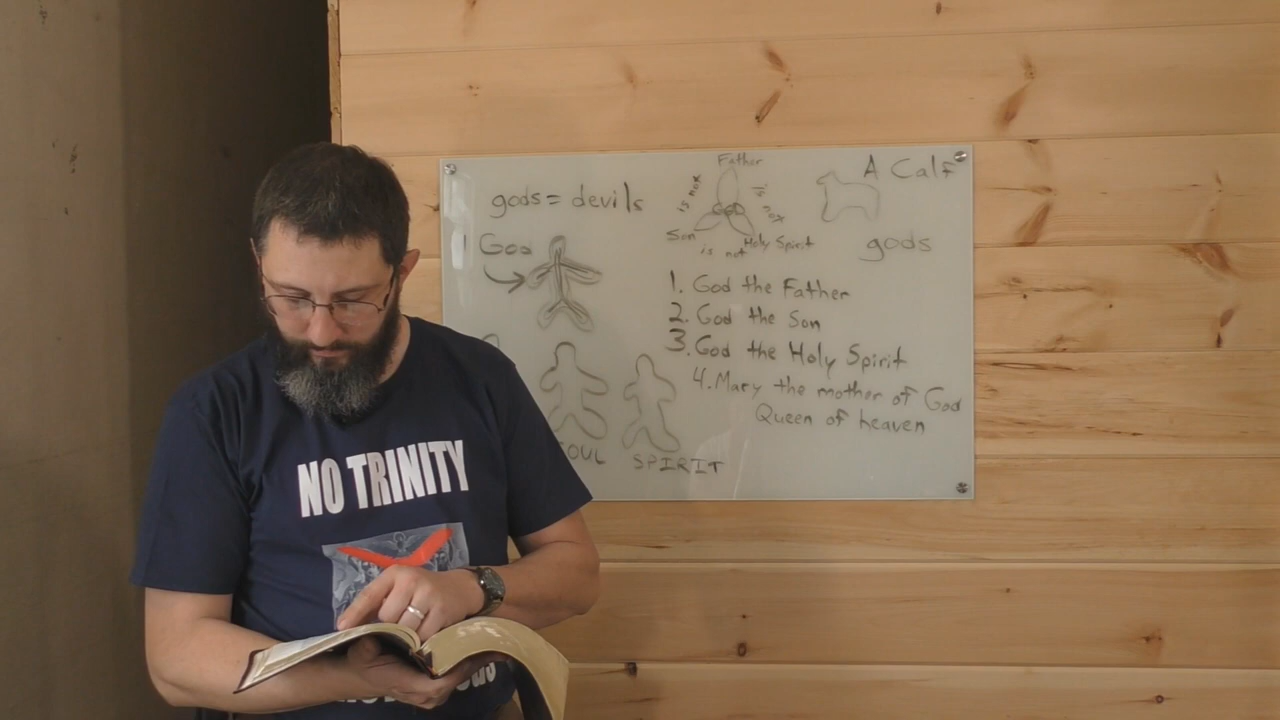 gods = devils
1 God
SOUL
SPIRIT
Father
is not
is not
GOD
Son
is not
Holy Spirit
A Calf
gods
1. God the Father
2. God the Son
3. God the Holy Spirit
4. Mary the mother of God
Queen of heaven
NO TRINITY